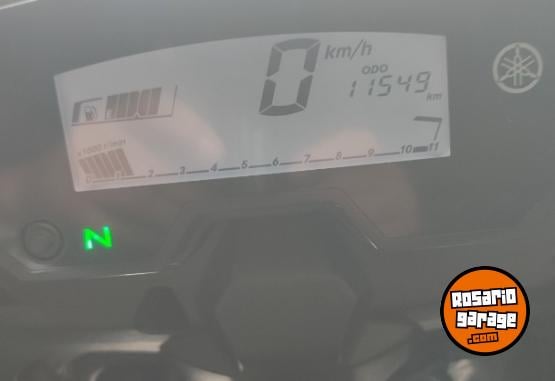 0 km/h
ODO
11549
km
x1000 r/min
0 1 2 3 4 5 6 7 8 9 10 11
N
Rosario
garage
.com